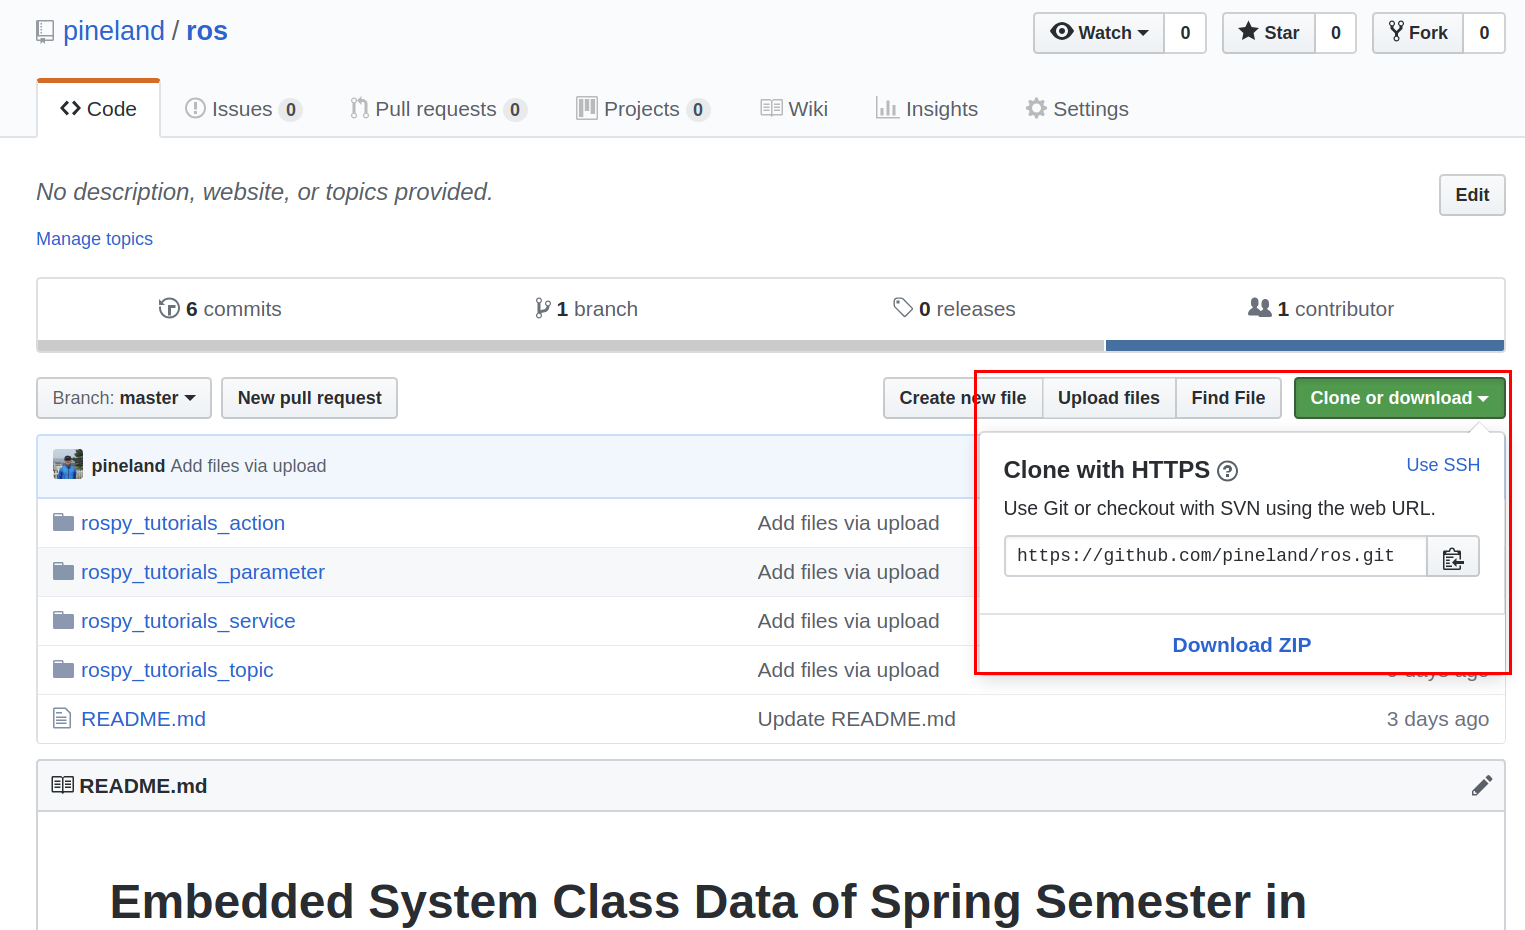 pineland / ros
Watch 0 Star 0 Fork 0
Code Issues 0 Pull requests 0 Projects 0 Wiki Insights Settings
No description, website, or topics provided.
Edit
Manage topics
6 commits 1 branch 0 releases 1 contributor
Branch: master New pull request Create new file Upload files Find File Clone or download
pineland Add files via upload
Clone with HTTPS ? Use SSH
Use Git or checkout with SVN using the web URL.
https://github.com/pineland/ros.git
Download ZIP
rospy_tutorials_action Add files via upload
rospy_tutorials_parameter Add files via upload
rospy_tutorials_service Add files via upload
rospy_tutorials_topic Add files via upload days ago
README.md Update README.md 3 days ago
README.md
Embedded System Class Data of Spring Semester in